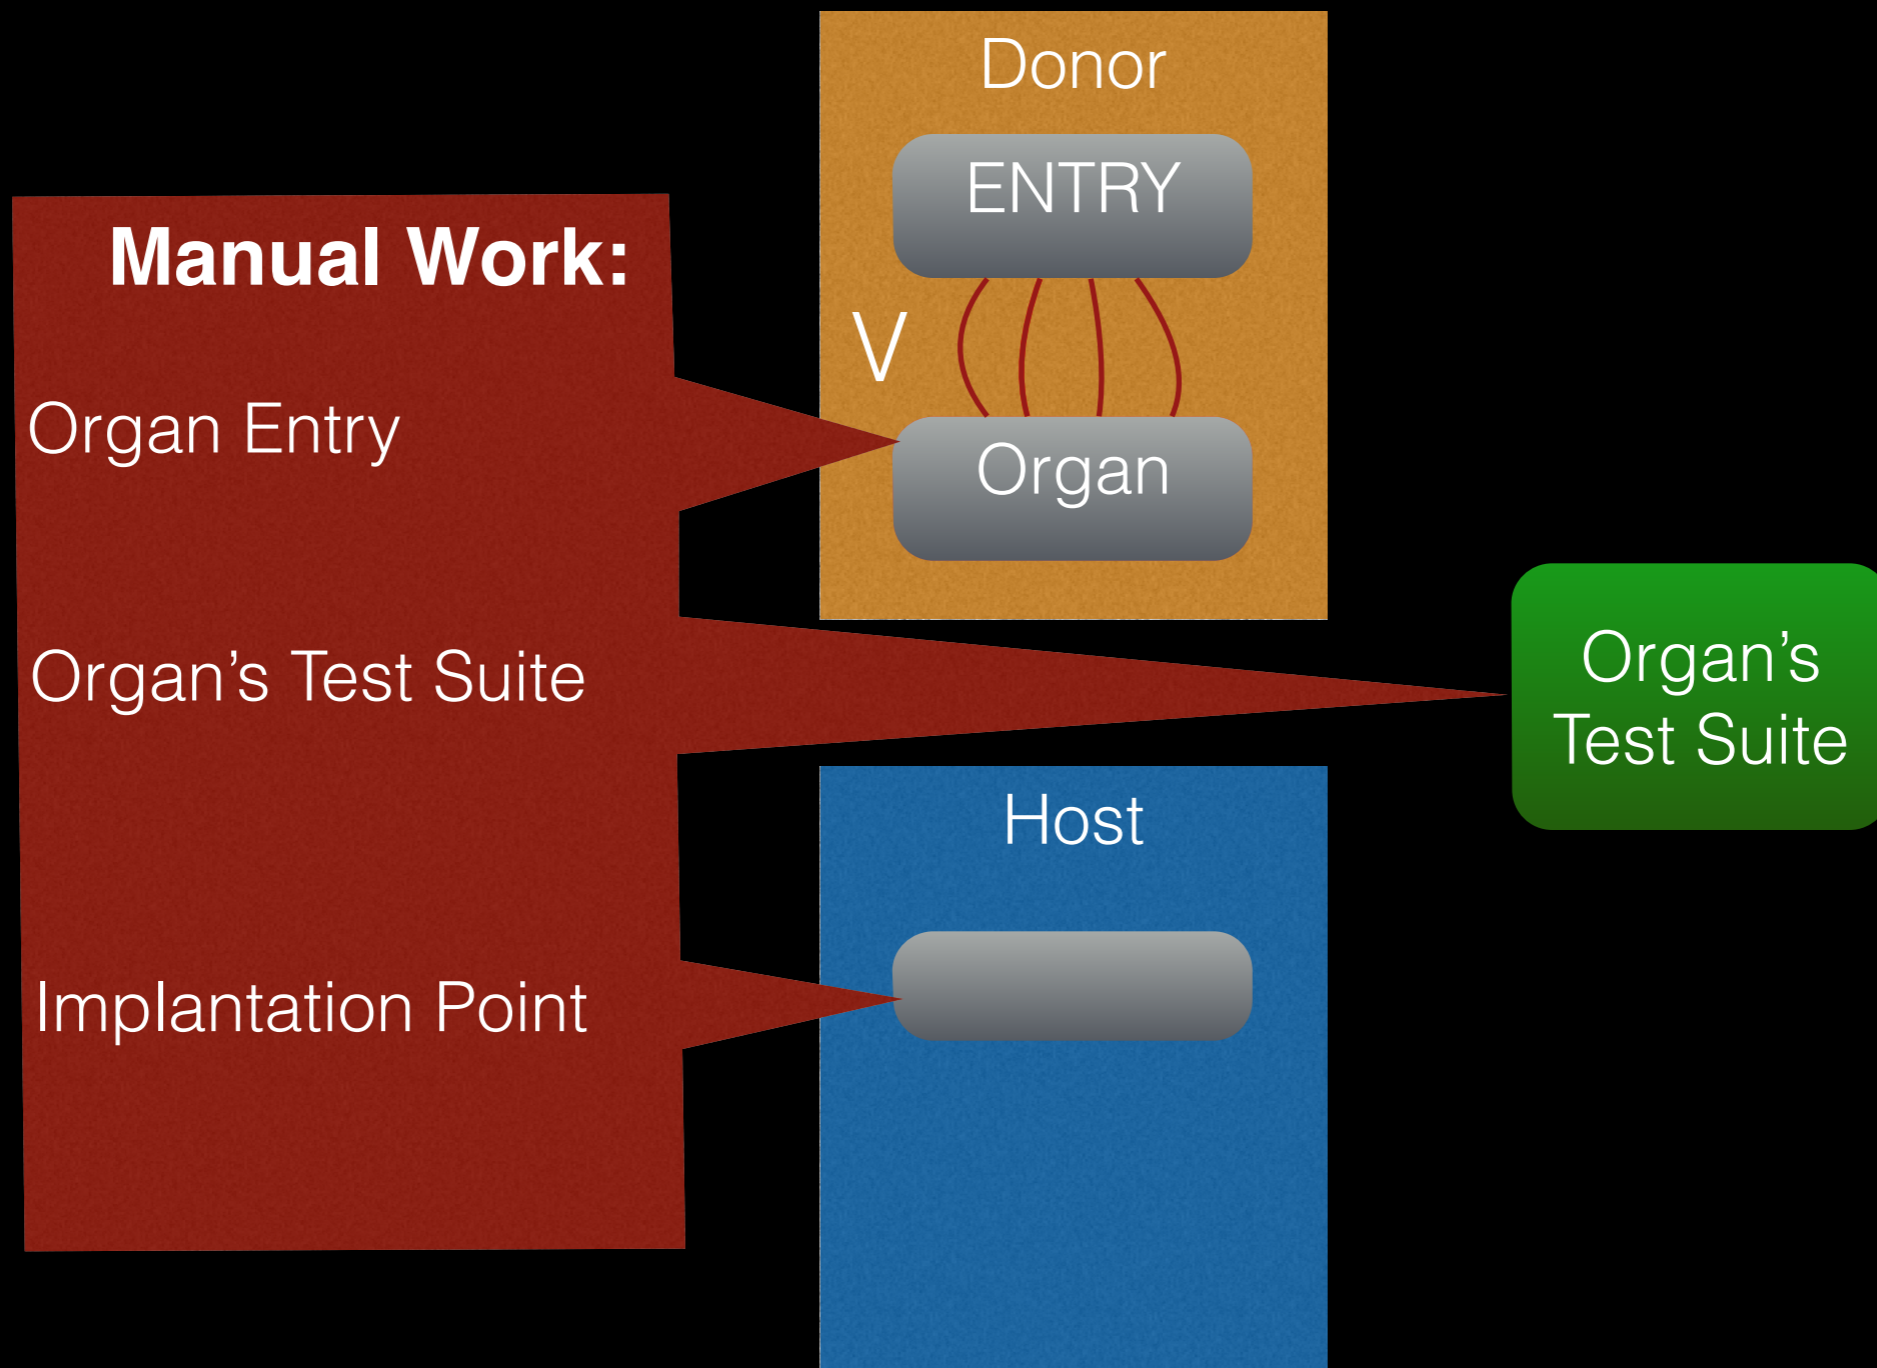 Donor
ENTRY
V
Organ
Manual Work:
Organ Entry
Organ's Test Suite
Implantation Point
Organ's
Test Suite
Host